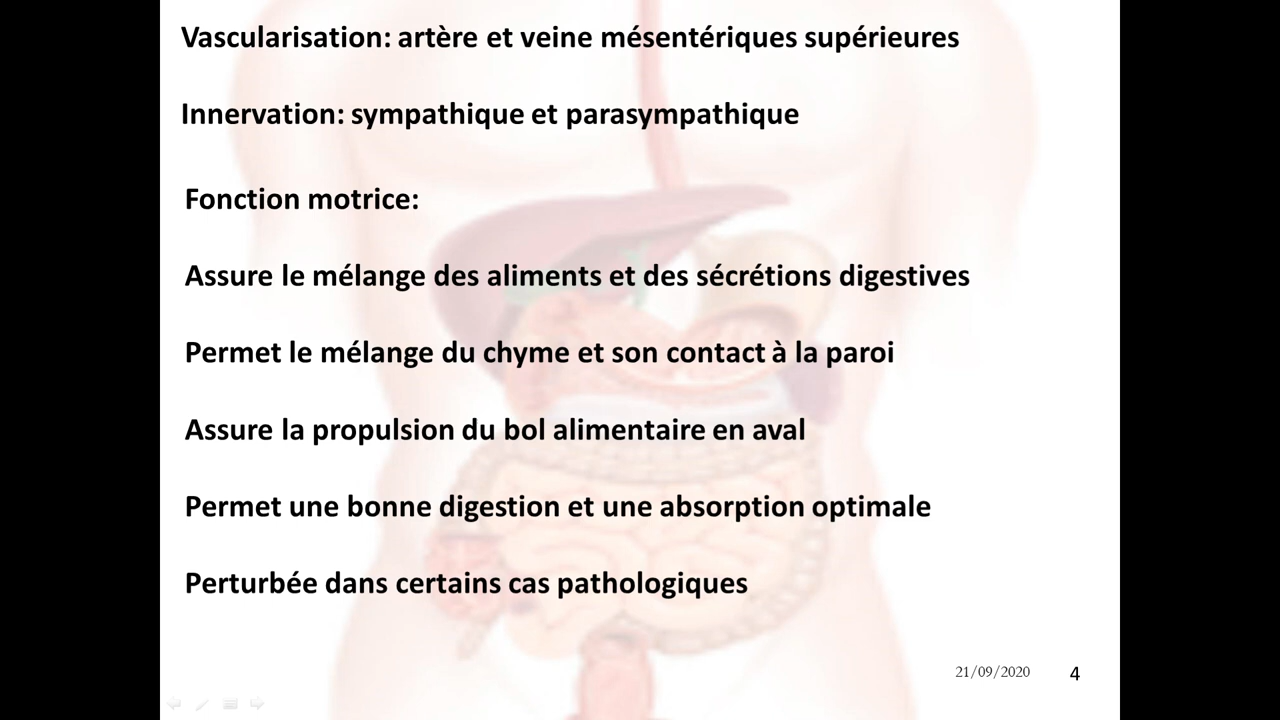 Vascularisation: artère et veine mésentériques supérieures
Innervation: sympathique et parasympathique
Fonction motrice:
Assure le mélange des aliments et des sécrétions digestives
Permet le mélange du chyme et son contact à la paroi
Assure la propulsion du bol alimentaire en aval
Permet une bonne digestion et une absorption optimale
Perturbée dans certains cas pathologiques
21/09/2020 4